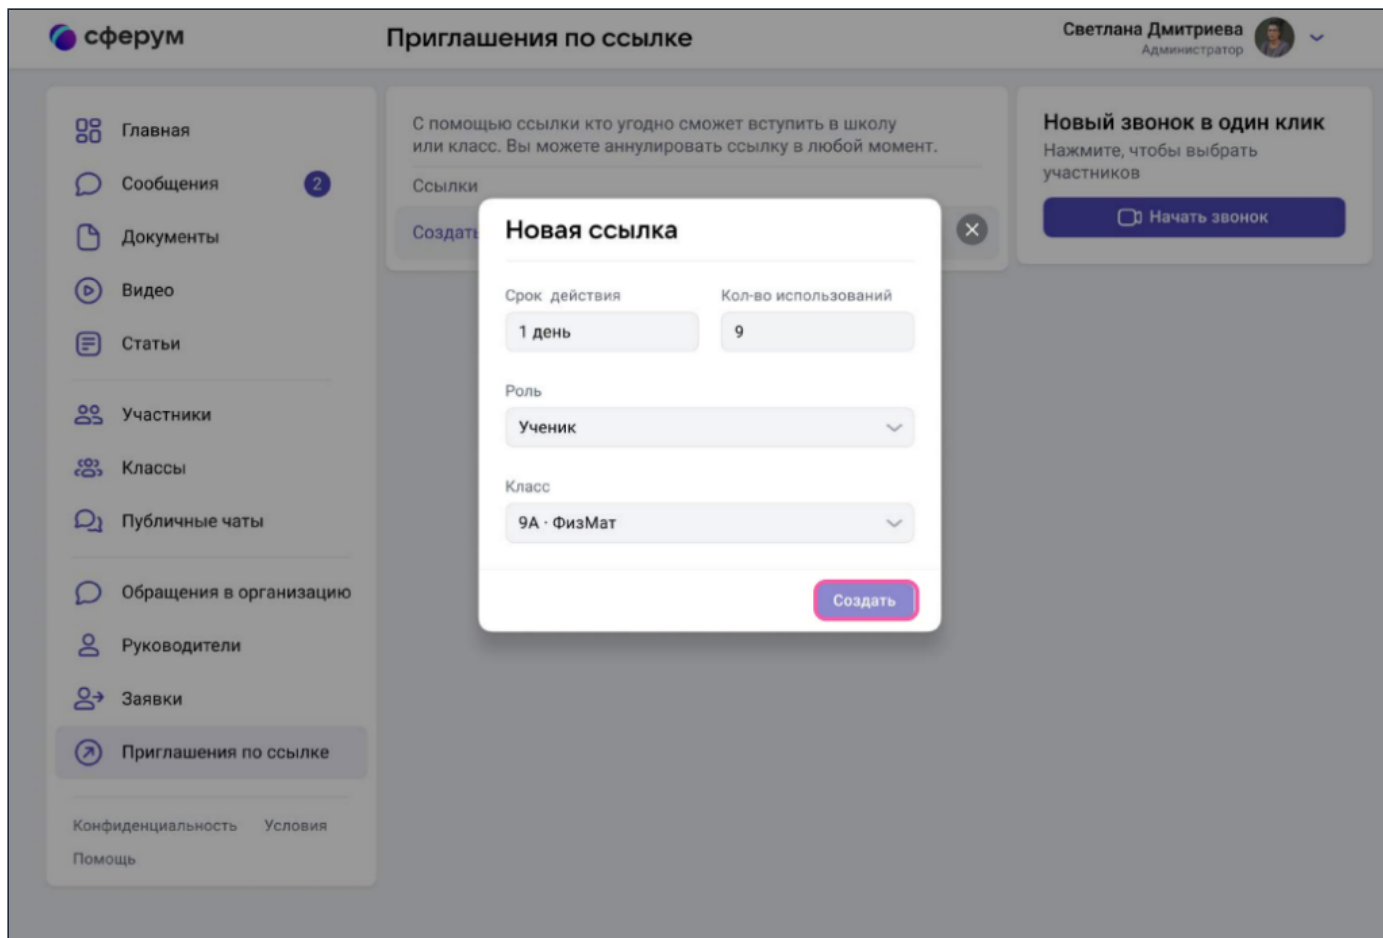 сферум
Приглашения по ссылке
Светлана Дмитриева
Администратор
Главная
Сообщения
2
Документы
Видео
Статьи
Участники
Классы
Публичные чаты
Обращения в организацию
Руководители
Заявки
Приглашения по ссылке
Конфиденциальность Условия
Помощь
С помощью ссылки кто угодно сможет вступить в школу
или класс. Вы можете аннулировать ссылку в любой момент.
Ссылки
Создать
Новая ссылка
Срок действия
Кол-во использований
1 день
9
Роль
Ученик
Класс
9А · ФизМат
Создать
Новый звонок в один клик
Нажмите, чтобы выбрать
участников
Начать звонок